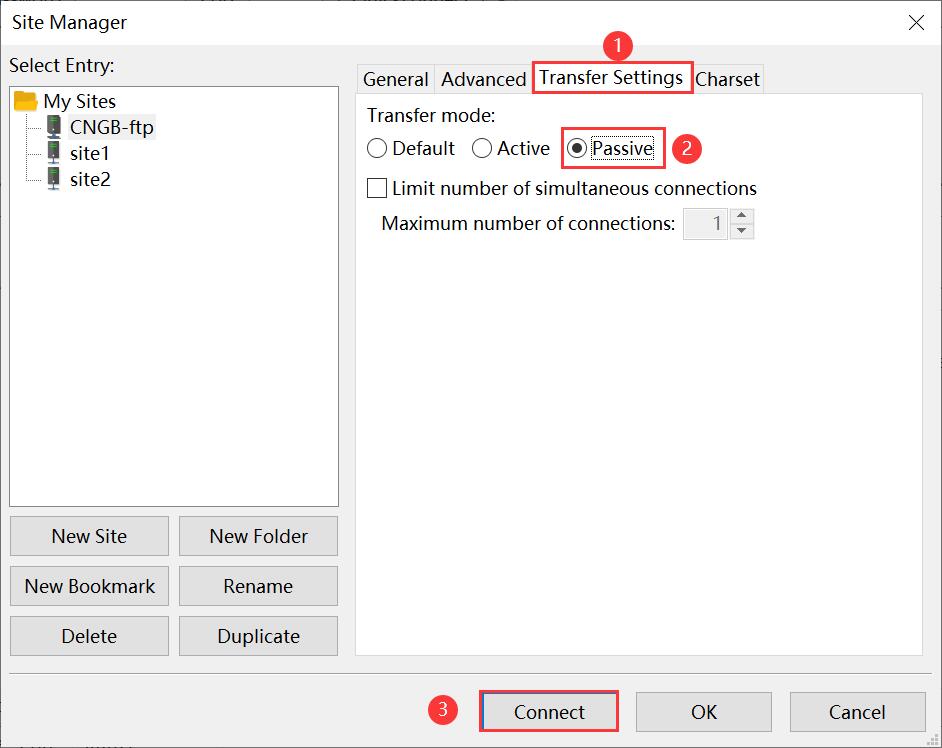 Site Manager
Select Entry:
My Sites
CNGB-ftp
site1
site2
New Site
New Folder
New Bookmark
Rename
Delete
Duplicate
1
General
Advanced
Transfer Settings
Charset
Transfer mode:
Default
Active
Passive
2
Limit number of simultaneous connections
Maximum number of connections:
1
3
Connect
OK
Cancel